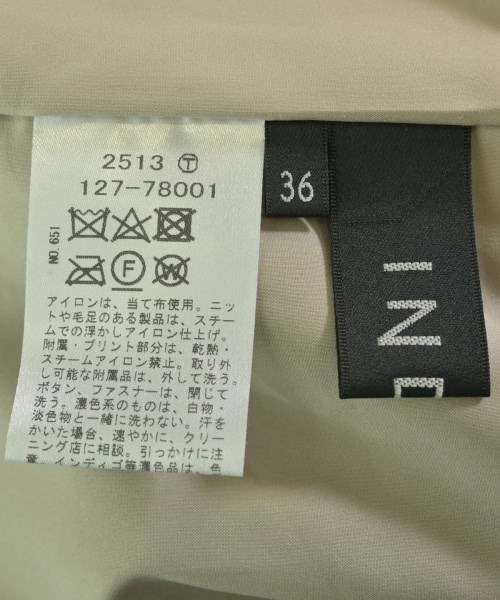 2513 Ⓣ
127-78001
NO.651
F
W
アイロンは、当て布使用。ニッ
トや毛足のある製品は、スチー
ムでの浮かしアイロン仕上げ。
附属・プリント部分は、乾熱・
スチームアイロン禁止。取り外
し可能な附属品は、外して洗う。
ボタン、ファスナーは、閉じて
洗う。濃色系のものは、白物・
淡色物と一緒に洗わない。汗を
かいた場合、速やかに、クリー
ニング店に相談。引っかけに注
意。インディゴ等濃色品は、色
36
IN